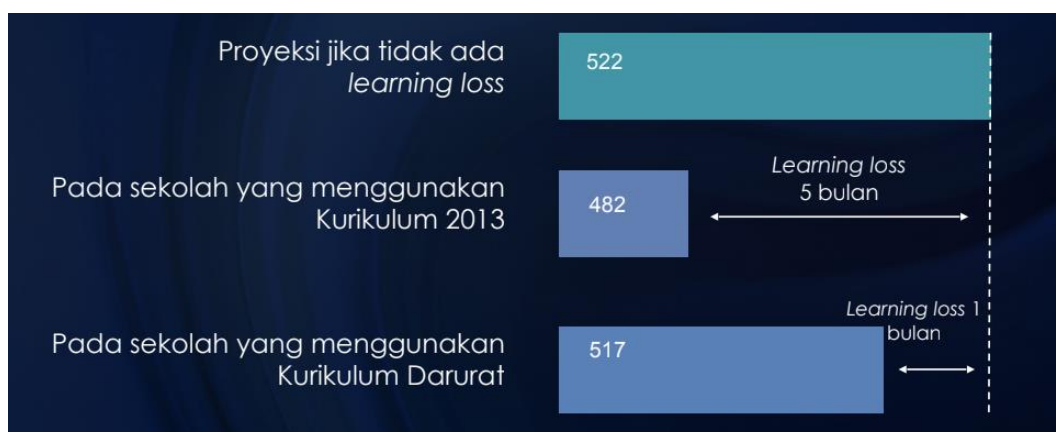 Proyeksi jika tidak ada
learning loss
522
Pada sekolah yang menggunakan
Kurikulum 2013
482
Learning loss
5 bulan
Pada sekolah yang menggunakan
Kurikulum Darurat
517
Learning loss 1
bulan